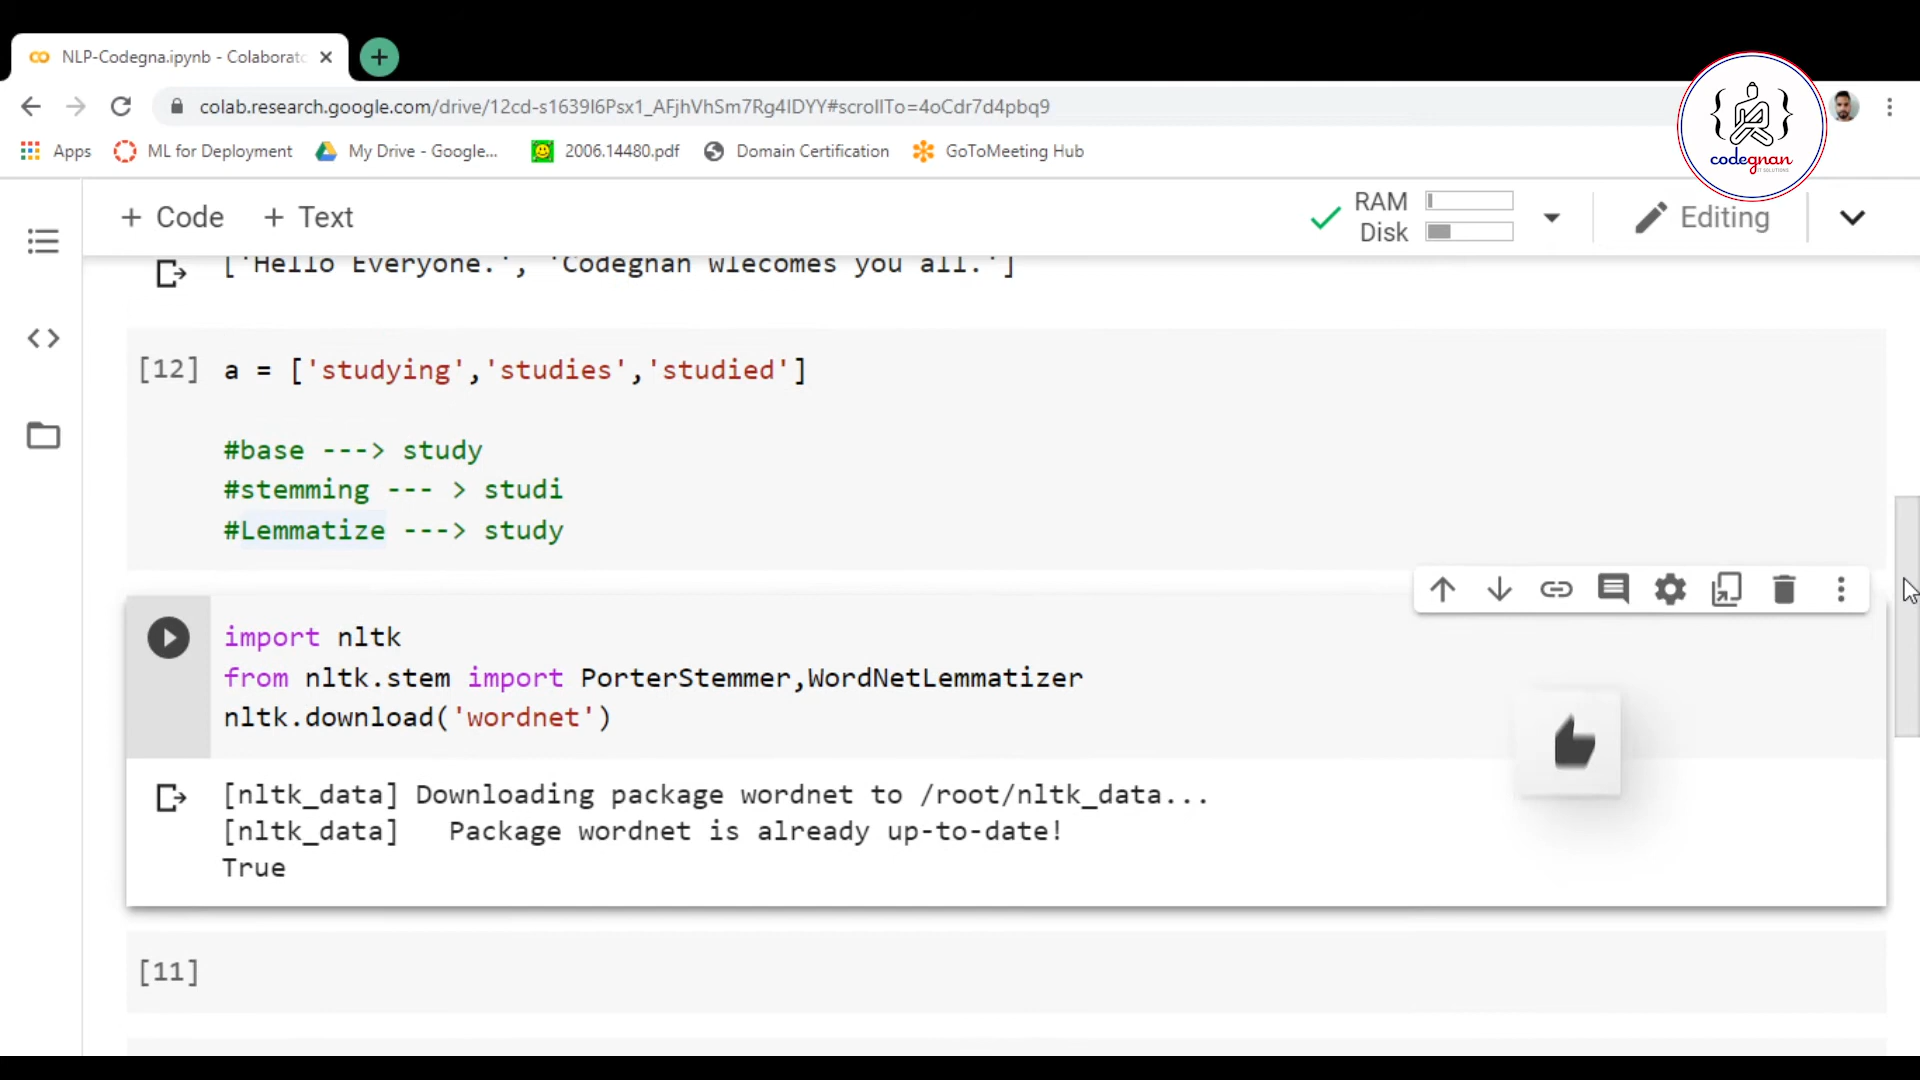 NLP-Codegna.ipynb - Colaborato
colab.research.google.com/drive/12cd-s1639I6Psx1_AFjhVhSm7Rg4IDYY#scrollTo=4oCdr7d4pbq9
Apps ML for Deployment My Drive - Google... 2006.14480.pdf Domain Certification GoToMeeting Hub
codegnan
IT SOLUTIONS
+ Code + Text
RAM
Disk
Editing
['Hello Everyone.', 'Codegnan wlecomes you all.']
[12] a = ['studying','studies','studied']
#base ---> study
#stemming --- > studi
#Lemmatize ---> study
import nltk
from nltk.stem import PorterStemmer,WordNetLemmatizer
nltk.download('wordnet')
[nltk_data] Downloading package wordnet to /root/nltk_data...
[nltk_data]   Package wordnet is already up-to-date!
True
[11]